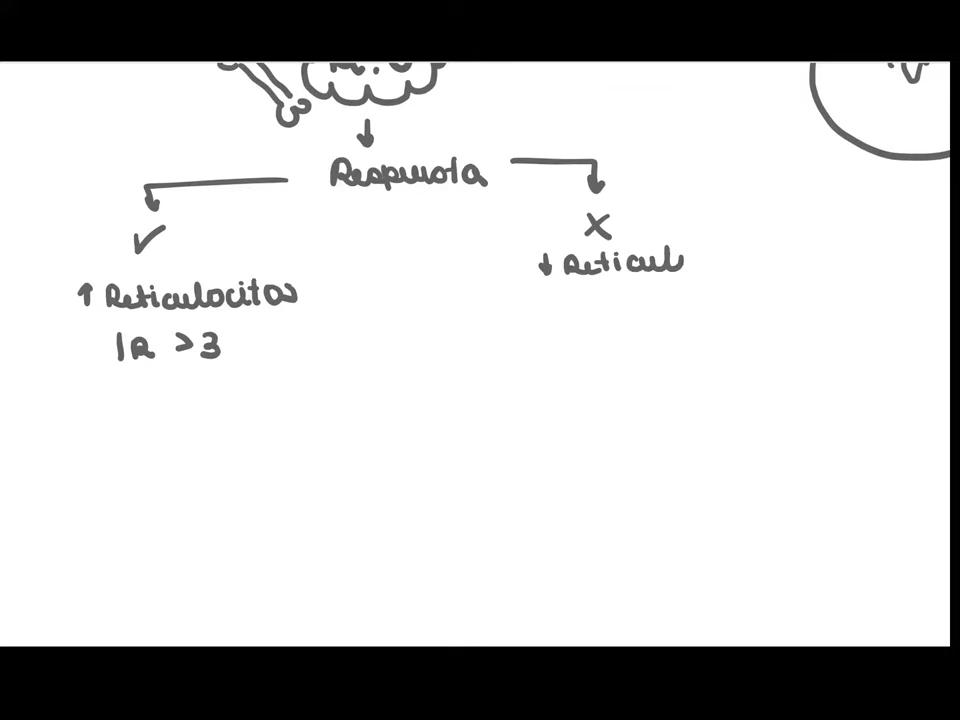 ↓
Respuesta
✓
X
↓ Reticul
↑ Reticulocitos
IR >3